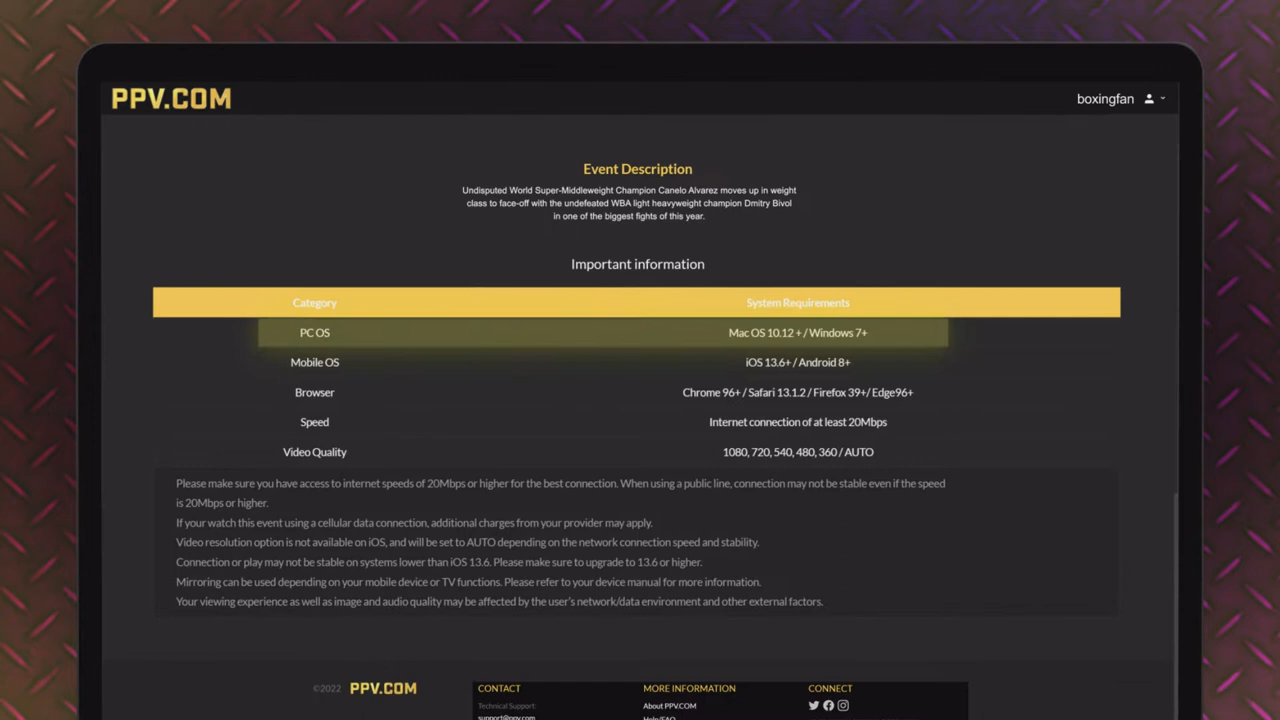 PPV.COM
boxingfan
Event Description
Undisputed World Super-Middleweight Champion Canelo Alvarez moves up in weight
class to face-off with the undefeated WBA light heavyweight champion Dmitry Bivol
in one of the biggest fights of this year.
Important information
Category System Requirements
PC OS Mac OS 10.12 + / Windows 7+
Mobile OS iOS 13.6+ / Android 8+
Browser Chrome 96+ / Safari 13.1.2 / Firefox 39+/ Edge96+
Speed Internet connection of at least 20Mbps
Video Quality 1080, 720, 540, 480, 360 / AUTO
Please make sure you have access to internet speeds of 20Mbps or higher for the best connection. When using a public line, connection may not be stable even if the speed
is 20Mbps or higher.
If your watch this event using a cellular data connection, additional charges from your provider may apply.
Video resolution option is not available on iOS, and will be set to AUTO depending on the network connection speed and stability.
Connection or play may not be stable on systems lower than iOS 13.6. Please make sure to upgrade to 13.6 or higher.
Mirroring can be used depending on your mobile device or TV functions. Please refer to your device manual for more information.
Your viewing experience as well as image and audio quality may be affected by the user's network/data environment and other external factors.
©2022 PPV.COM CONTACT MORE INFORMATION CONNECT
Technical Support: About PPV.COM
support@ppv.com Help/FAQ